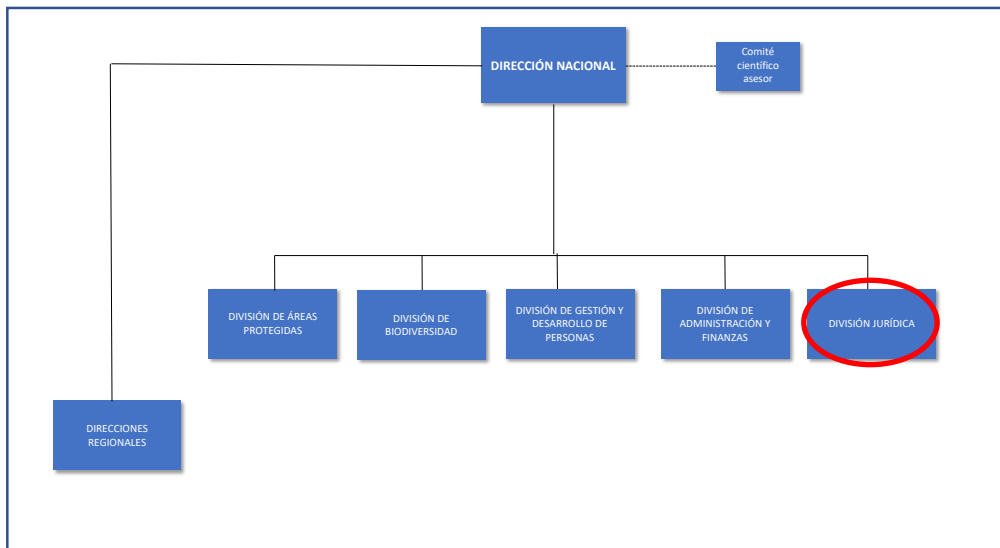 DIRECCIÓN NACIONAL
Comité
científico
asesor
DIVISIÓN DE ÁREAS
PROTEGIDAS
DIVISIÓN DE
BIODIVERSIDAD
DIVISIÓN DE GESTIÓN Y
DESARROLLO DE
PERSONAS
DIVISIÓN DE
ADMINISTRACIÓN Y
FINANZAS
DIVISIÓN JURÍDICA
DIRECCIONES
REGIONALES